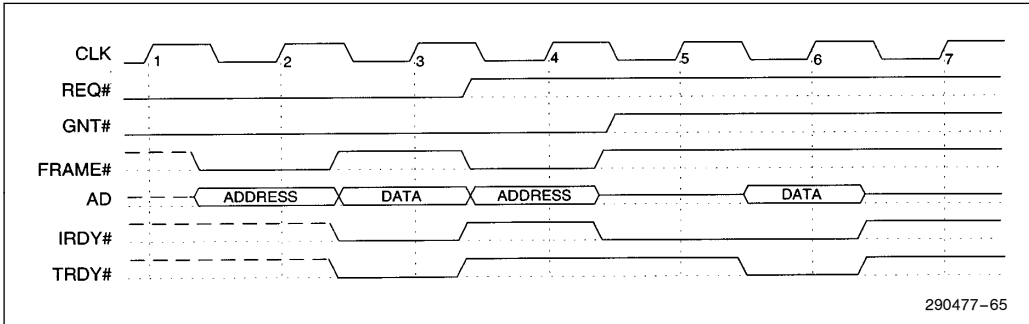 CLK 1 2 3 4 5 6 7
REQ#
GNT#
FRAME#
AD ADDRESS DATA ADDRESS DATA
IRDY#
TRDY#
290477-65